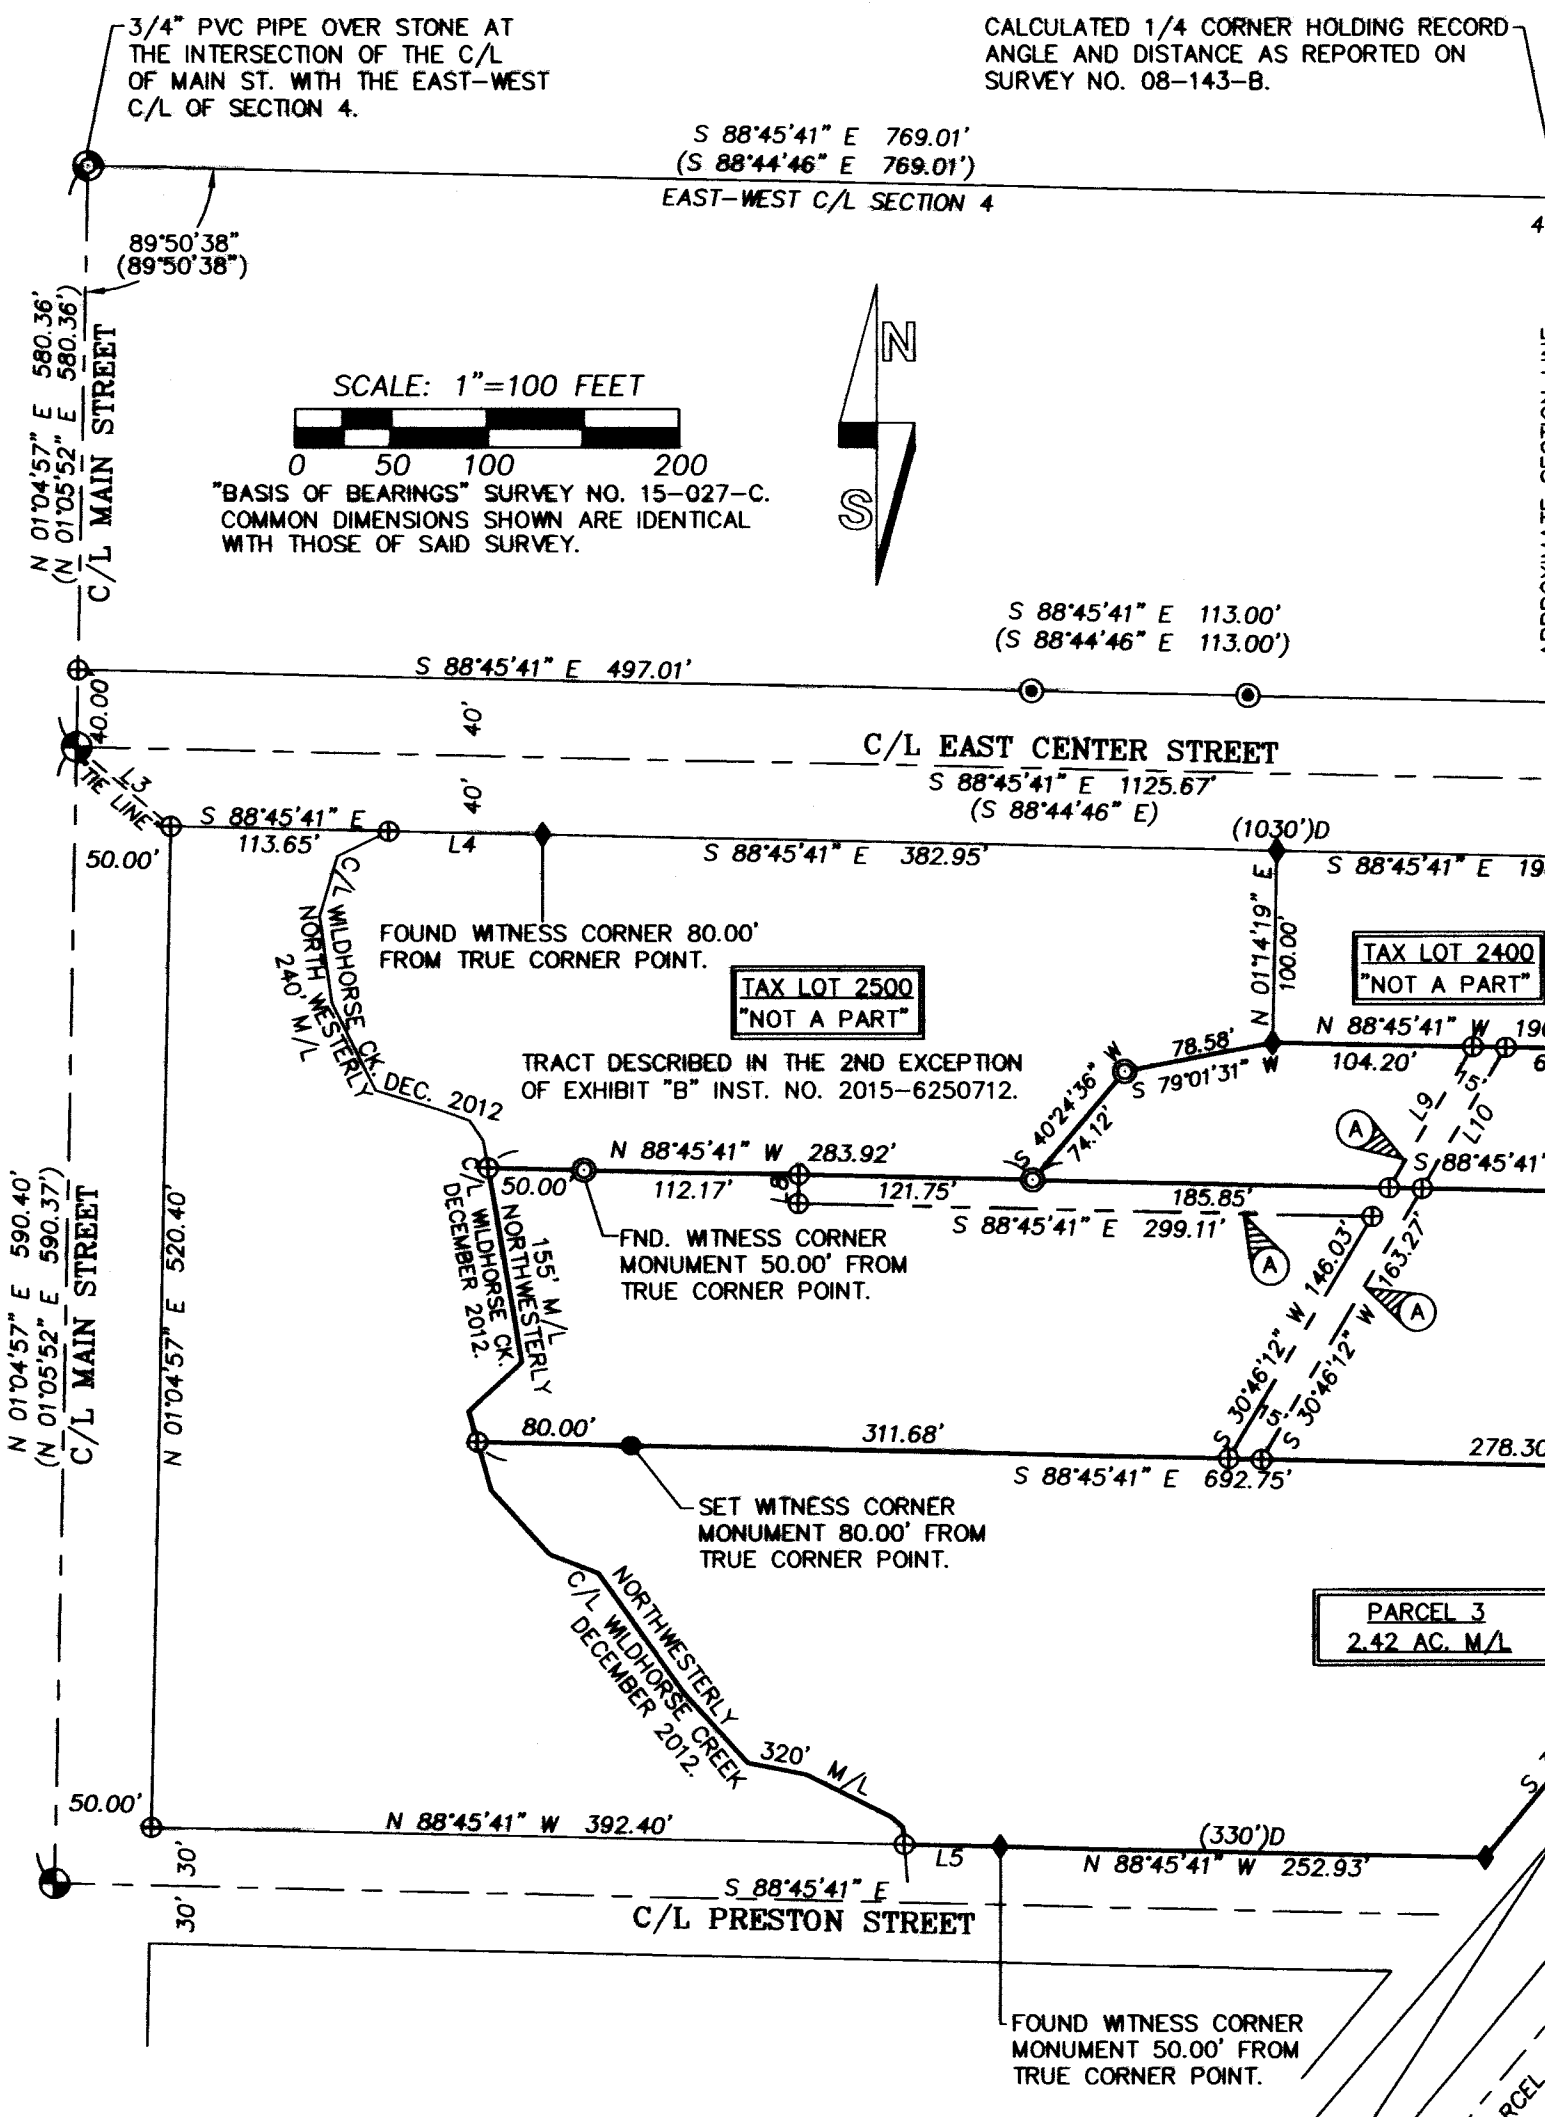 3/4" PVC PIPE OVER STONE AT
THE INTERSECTION OF THE C/L
OF MAIN ST. WITH THE EAST-WEST
C/L OF SECTION 4.
CALCULATED 1/4 CORNER HOLDING RECORD
ANGLE AND DISTANCE AS REPORTED ON
SURVEY NO. 08-143-B.
S 88°45'41" E 769.01'
(S 88°44'46" E 769.01')
EAST-WEST C/L SECTION 4
4
89°50'38"
(89°50'38")
N 01°04'57" E 580.36'
(N 01°05'52" E 580.36')
C/L MAIN STREET
N
S
SCALE: 1"=100 FEET
0 50 100 200
"BASIS OF BEARINGS" SURVEY NO. 15-027-C.
COMMON DIMENSIONS SHOWN ARE IDENTICAL
WITH THOSE OF SAID SURVEY.
S 88°45'41" E 113.00'
(S 88°44'46" E 113.00')
S 88°45'41" E 497.01'
40.00'
40'
40'
C/L EAST CENTER STREET
S 88°45'41" E 1125.67'
(S 88°44'46" E)
L3
TIE LINE
S 88°45'41" E
113.65'
L4
S 88°45'41" E 382.95'
(1030')D
S 88°45'41" E 19
50.00'
C/L WILDHORSE CK. DEC. 2012
NORTH WESTERLY
240' M/L
FOUND WITNESS CORNER 80.00'
FROM TRUE CORNER POINT.
N 01°14'19" E
100.00'
TAX LOT 2500
"NOT A PART"
TAX LOT 2400
"NOT A PART"
TRACT DESCRIBED IN THE 2ND EXCEPTION
OF EXHIBIT "B" INST. NO. 2015-6250712.
78.58'
S 79°01'31" W
S 40°24'36" W
74.12'
N 88°45'41" W 190
104.20'
6
L9
15'
L10
A
N 88°45'41" W 283.92'
50.00'
112.17'
L8
121.75'
185.85'
S 88°45'41"
S 88°45'41" E 299.11'
A
A
FND. WITNESS CORNER
MONUMENT 50.00' FROM
TRUE CORNER POINT.
155' M/L
NORTHWESTERLY
C/L WILDHORSE CK.
DECEMBER 2012.
N 01°04'57" E 590.40'
(N 01°05'52" E 590.37')
C/L MAIN STREET
N 01°04'57" E 520.40'
S 30°46'12" W 146.03'
15'
S 30°46'12" W 163.27'
80.00'
311.68'
278.30
S 88°45'41" E 692.75'
SET WITNESS CORNER
MONUMENT 80.00' FROM
TRUE CORNER POINT.
NORTHWESTERLY
C/L WILDHORSE CREEK
DECEMBER 2012.
320' M/L
PARCEL 3
2.42 AC. M/L
S
50.00'
N 88°45'41" W 392.40'
L5
(330')D
N 88°45'41" W 252.93'
30'
30'
S 88°45'41" E
C/L PRESTON STREET
FOUND WITNESS CORNER
MONUMENT 50.00' FROM
TRUE CORNER POINT.
RCEL